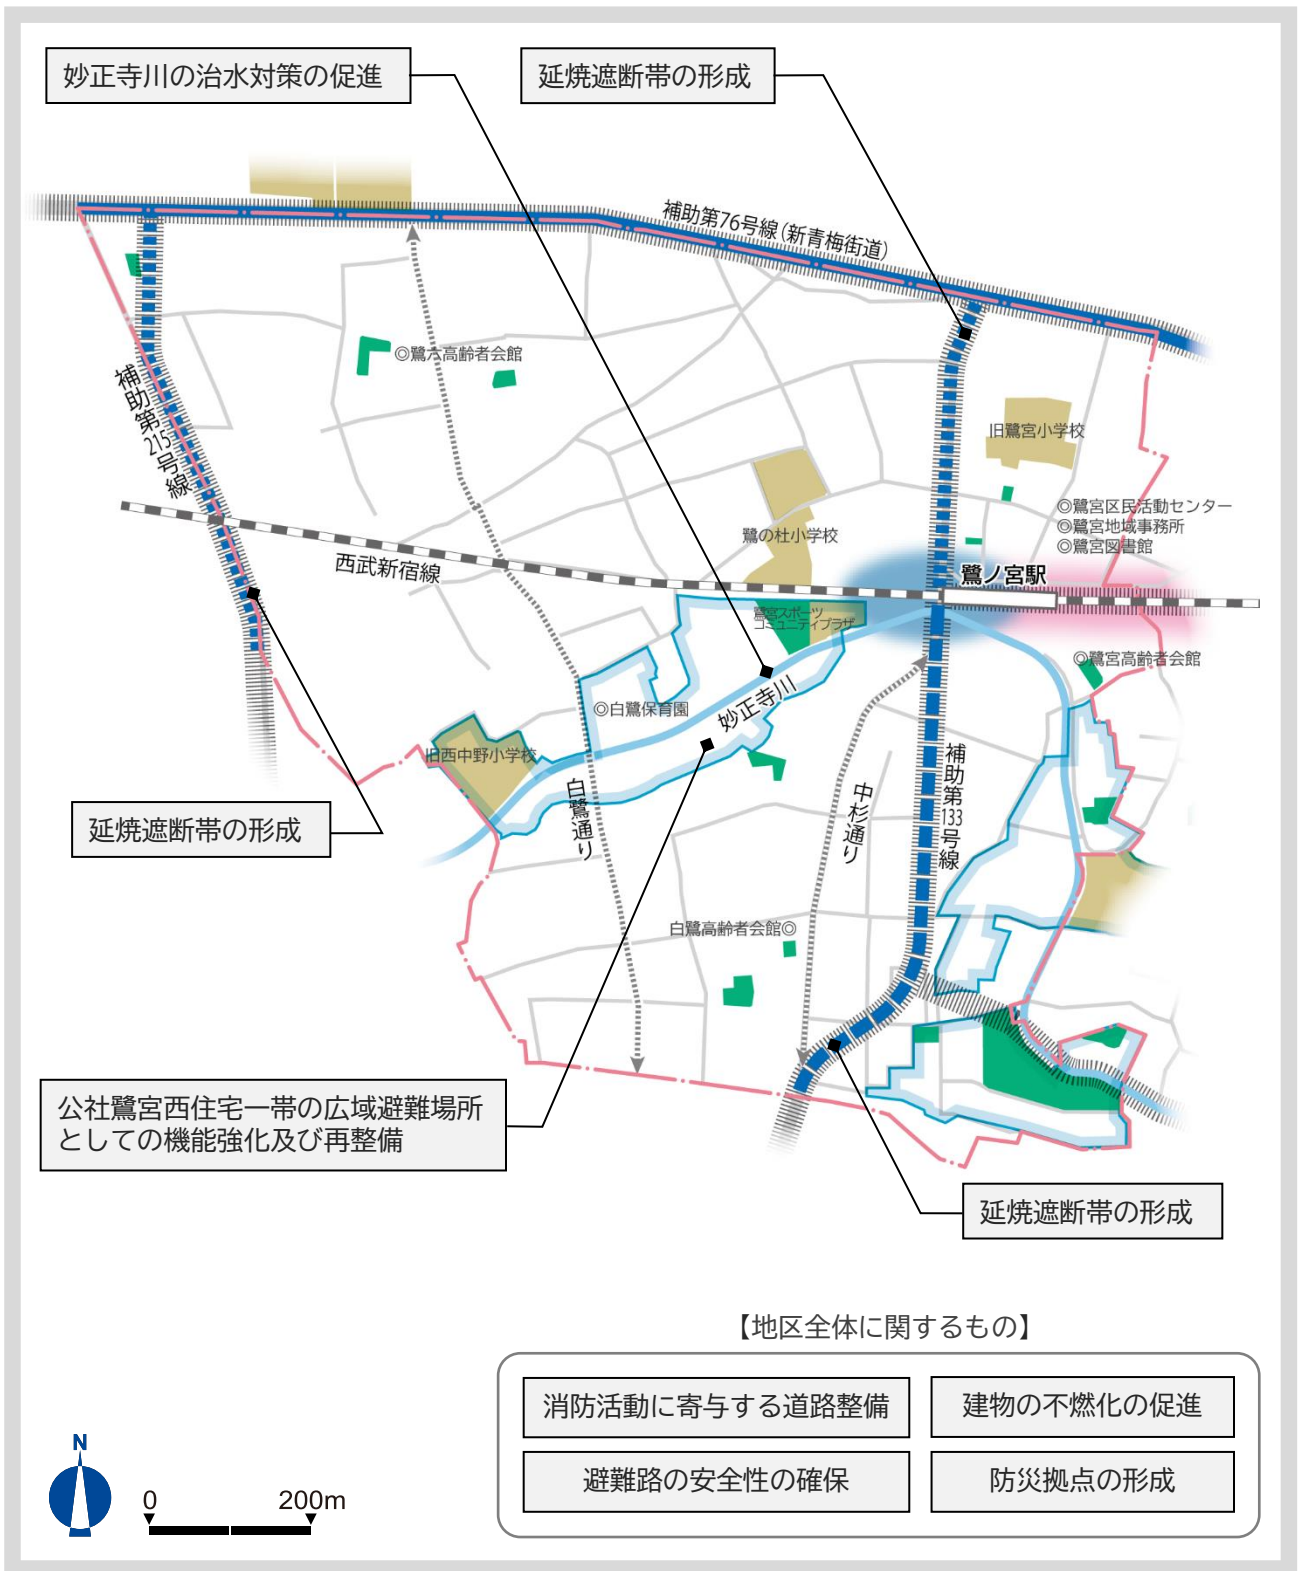 妙正寺川の治水対策の促進
延焼遮断帯の形成
補助第76号線(新青梅街道)
◎鷺六高齢者会館
補助第215号線
旧鷺宮小学校
◎鷺宮区民活動センター
◎鷺宮地域事務所
◎鷺宮図書館
鷺の杜小学校
西武新宿線
鷺ノ宮駅
鷺宮スポーツ
コミュニティプラザ
◎鷺宮高齢者会館
◎白鷺保育園
妙正寺川
旧西中野小学校
白鷺通り
中杉通り
補助第133号線
延焼遮断帯の形成
白鷺高齢者会館◎
公社鷺宮西住宅一帯の広域避難場所
としての機能強化及び再整備
延焼遮断帯の形成
【地区全体に関するもの】
消防活動に寄与する道路整備
建物の不燃化の促進
避難路の安全性の確保
防災拠点の形成
N
0
200m